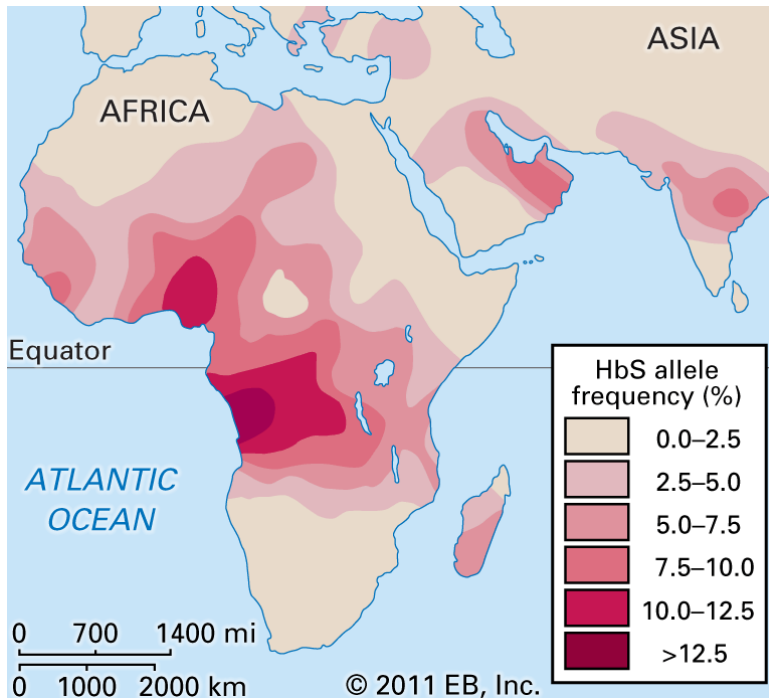 ASIA
AFRICA
Equator
ATLANTIC
OCEAN
HbS allele
frequency (%)
0.0–2.5
2.5–5.0
5.0–7.5
7.5–10.0
10.0–12.5
>12.5
0 700 1400 mi
0 1000 2000 km
© 2011 EB, Inc.